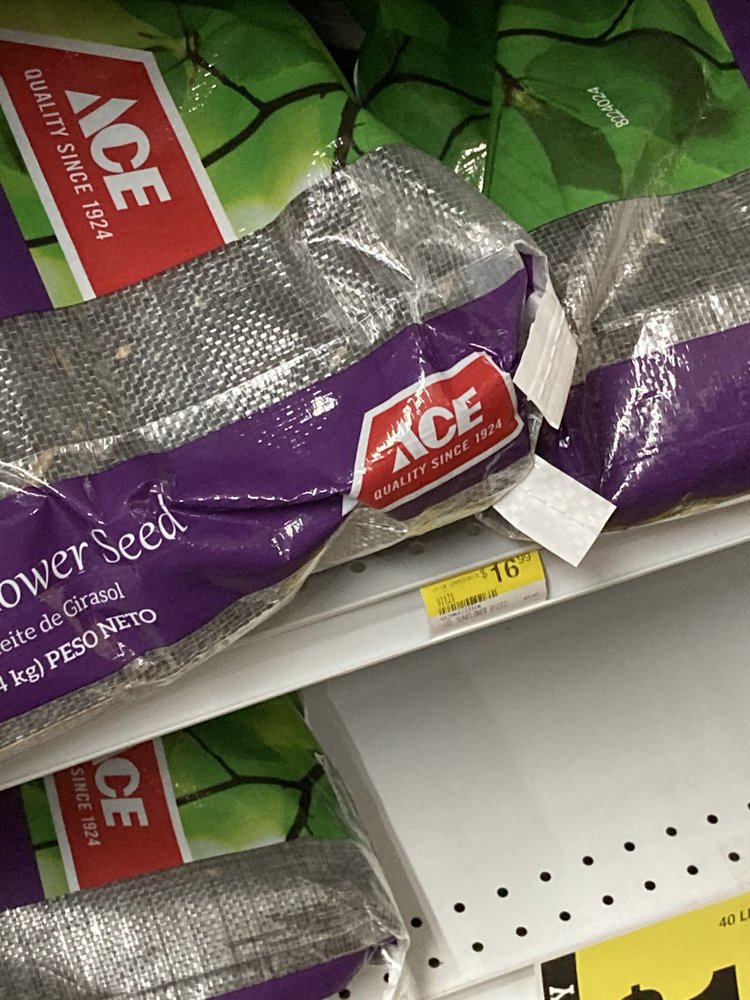 ACE
QUALITY SINCE 1924
8124024
ACE
QUALITY SINCE 1924
ower Seed
eite de Girasol
4 kg) PESO NETO
$16.99
ACE
SINCE 1924
40 L